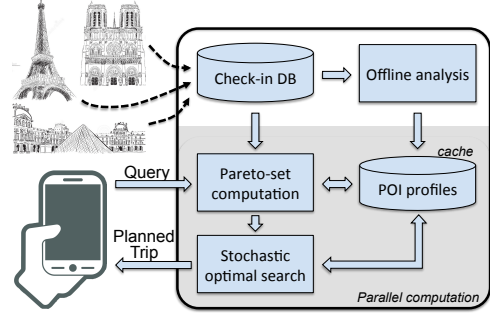 Check-in DB
Offline analysis
cache
Query
Pareto-set
computation
POI profiles
Planned
Trip
Stochastic
optimal search
Parallel computation